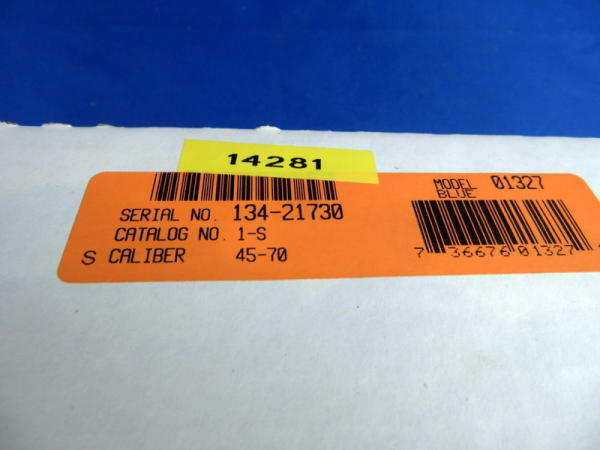 14281
SERIAL NO. 134-21730
CATALOG NO. 1-S
S CALIBER 45-70
MODEL 01327
BLUE
7 36676 01327